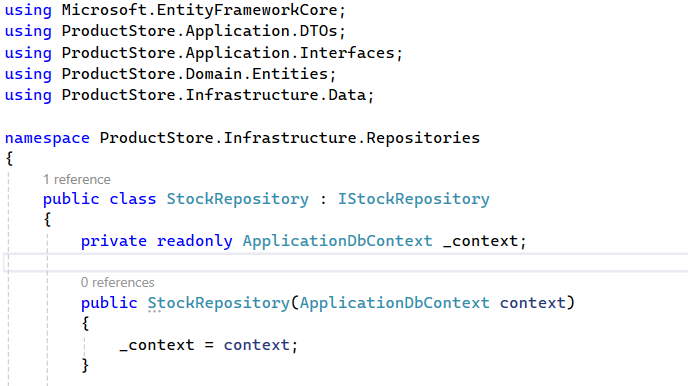 using Microsoft.EntityFrameworkCore;
using ProductStore.Application.DTOs;
using ProductStore.Application.Interfaces;
using ProductStore.Domain.Entities;
using ProductStore.Infrastructure.Data;
namespace ProductStore.Infrastructure.Repositories
{
1 reference
public class StockRepository : IStockRepository
{
private readonly ApplicationDbContext _context;
0 references
public StockRepository(ApplicationDbContext context)
{
_context = context;
}